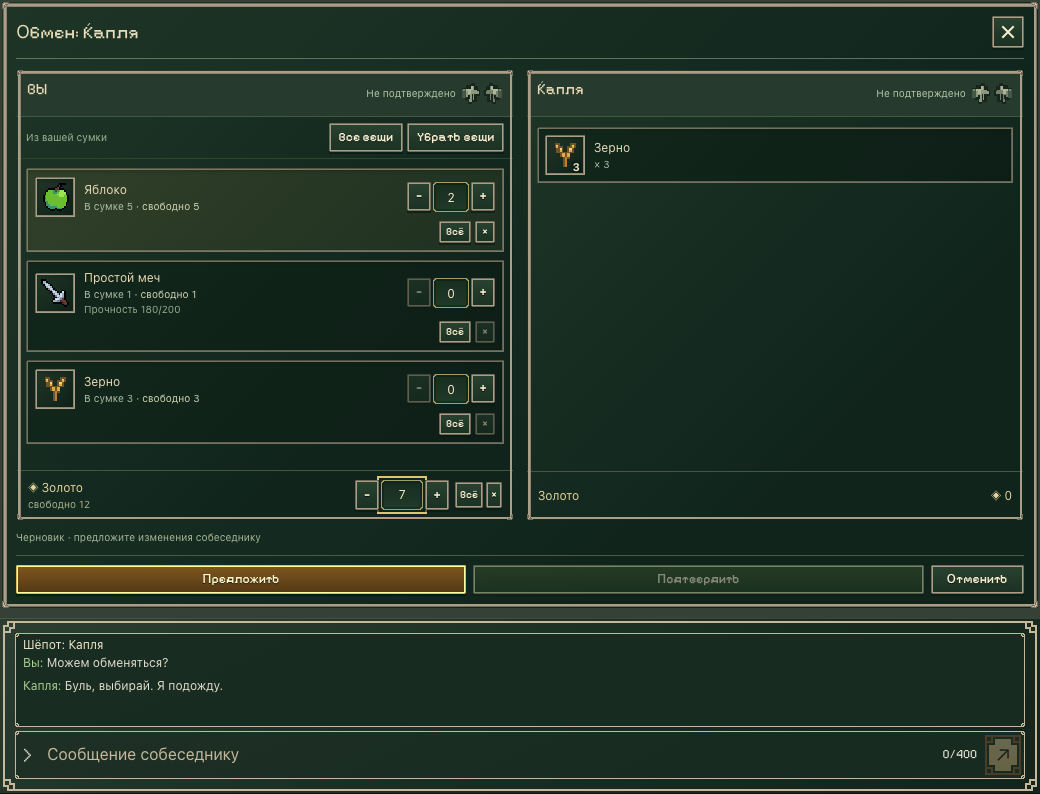 Обмен: Капля
Вы
Не подтверждено
Из вашей сумки
Все вещи
Убрать вещи
Яблоко
В сумке 5 · свободно 5
- 2 +
Всё ×
Простой меч
В сумке 1 · свободно 1
Прочность 180/200
- 0 +
Всё ×
Зерно
В сумке 3 · свободно 3
- 0 +
Всё ×
Золото
свободно 12
- 7 + Всё ×
Капля
Не подтверждено
Зерно
× 3
3
Золото
0
Черновик · предложите изменения собеседнику
Предложить
Подтвердить
Отменить
Шёпот: Капля
Вы: Можем обменяться?
Капля: Буль, выбирай. Я подожду.
Сообщение собеседнику
0/400